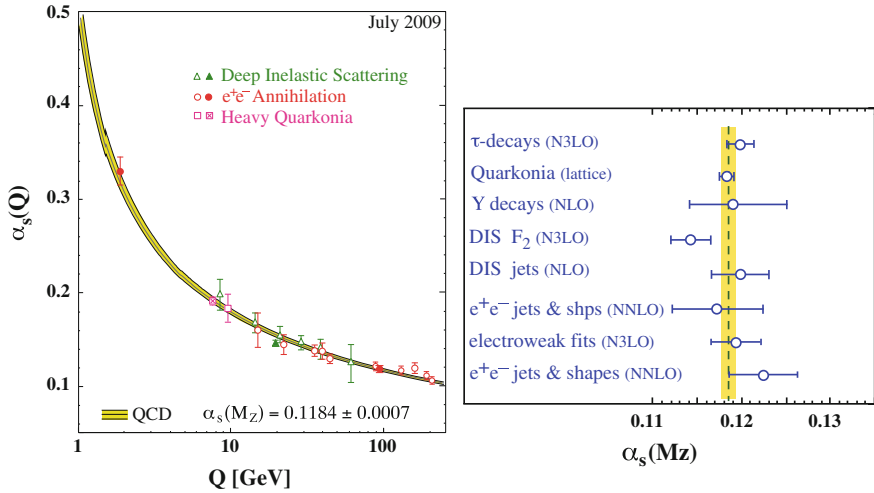 July 2009
0.5
0.4
0.3
0.2
0.1
αs(Q)
Deep Inelastic Scattering
e+e− Annihilation
Heavy Quarkonia
QCD αs(MZ) = 0.1184 ± 0.0007
1 10 100
Q [GeV]
τ-decays (N3LO)
Quarkonia (lattice)
Υ decays (NLO)
DIS F2 (N3LO)
DIS jets (NLO)
e+e− jets & shps (NNLO)
electroweak fits (N3LO)
e+e− jets & shapes (NNLO)
0.11 0.12 0.13
αs(Mz)